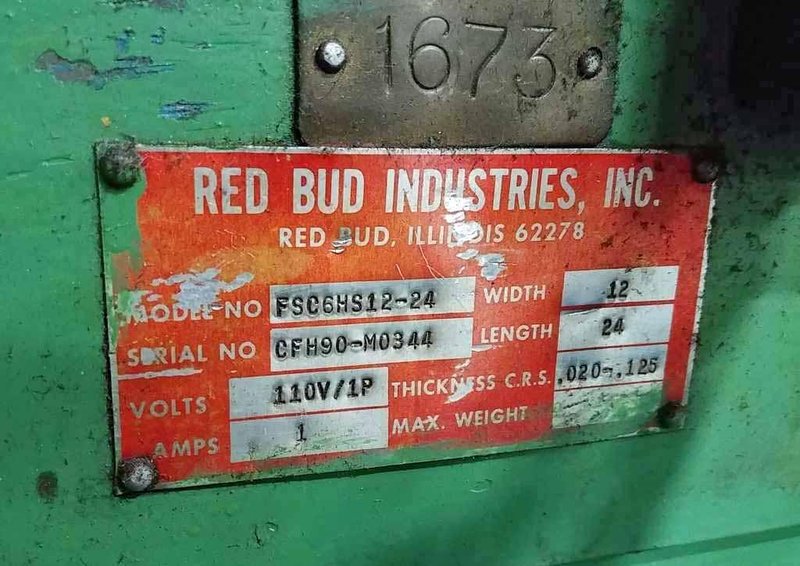 1673
RED BUD INDUSTRIES, INC.
RED BUD, ILLINOIS 62278
MODEL NO FSC6HS12-24 WIDTH 12
SERIAL NO CFH90-M0344 LENGTH 24
VOLTS 110V/1P THICKNESS C.R.S. .020-.125
AMPS 1 MAX. WEIGHT